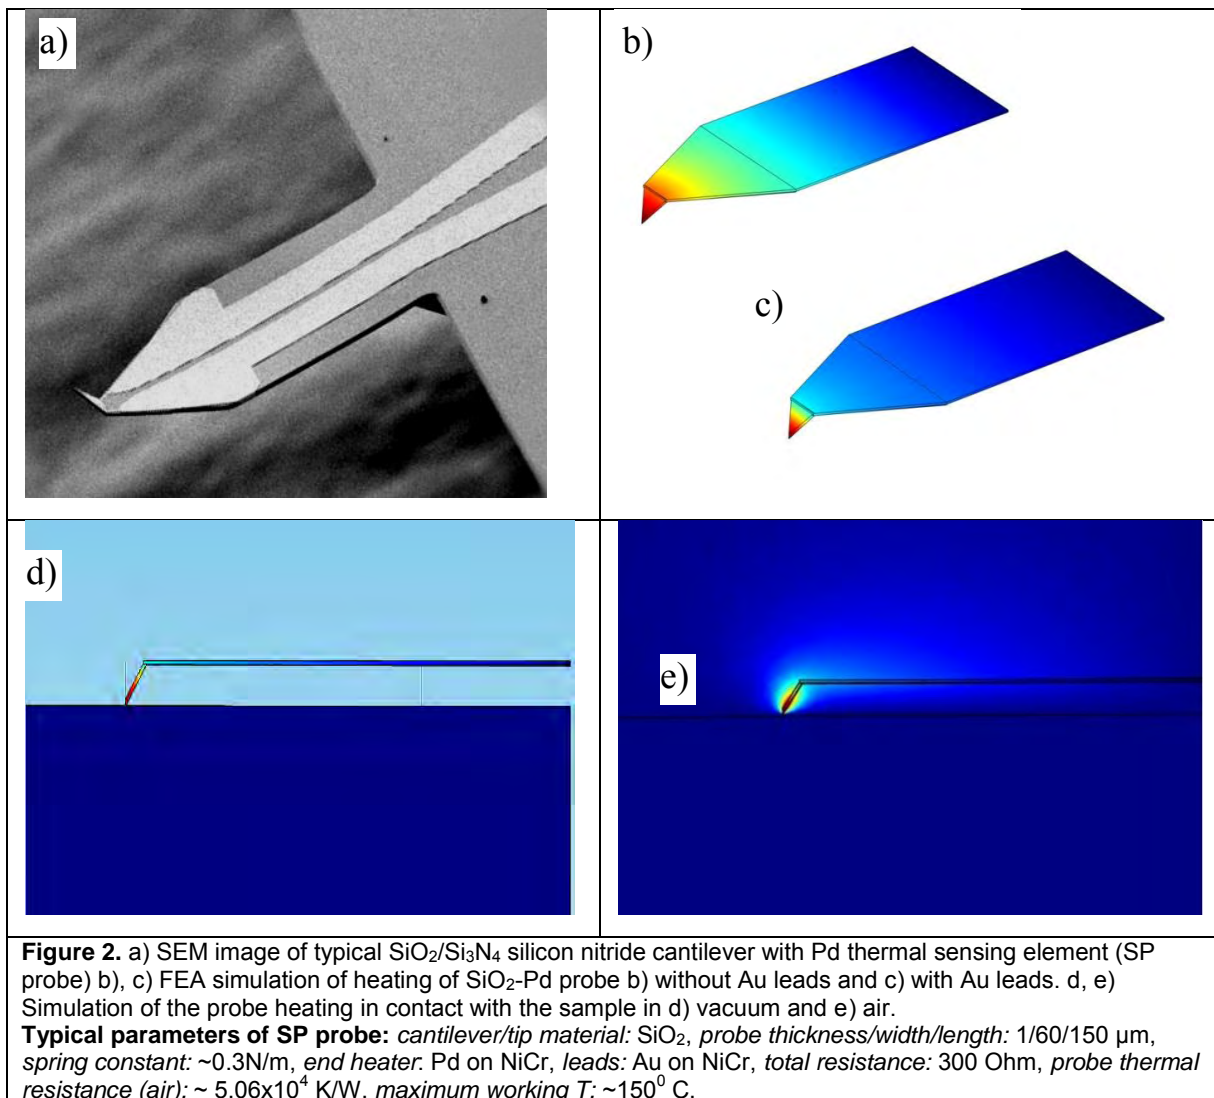 a)
b)
c)
d)
e)
Figure 2. a) SEM image of typical SiO₂/Si₃N₄ silicon nitride cantilever with Pd thermal sensing element (SP
probe) b), c) FEA simulation of heating of SiO₂-Pd probe b) without Au leads and c) with Au leads. d, e)
Simulation of the probe heating in contact with the sample in d) vacuum and e) air.
Typical parameters of SP probe: cantilever/tip material: SiO₂, probe thickness/width/length: 1/60/150 µm,
spring constant: ~0.3N/m, end heater: Pd on NiCr, leads: Au on NiCr, total resistance: 300 Ohm, probe thermal
resistance (air): ~ 5.06x10⁴ K/W, maximum working T: ~150⁰ C.